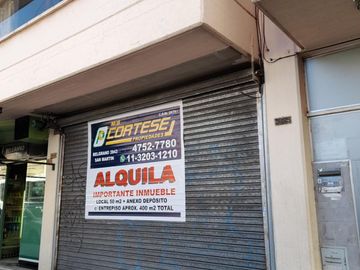 CORTESE
PROPIEDADES
BELGRANO 3943
SAN MARTIN
4752-7780
11-3203-1210
ALQUILA
IMPORTANTE INMUEBLE
LOCAL 50 m2 + ANEXO DEPOSITO
C/ ENTREPISO APROX. 400 m2 TOTAL